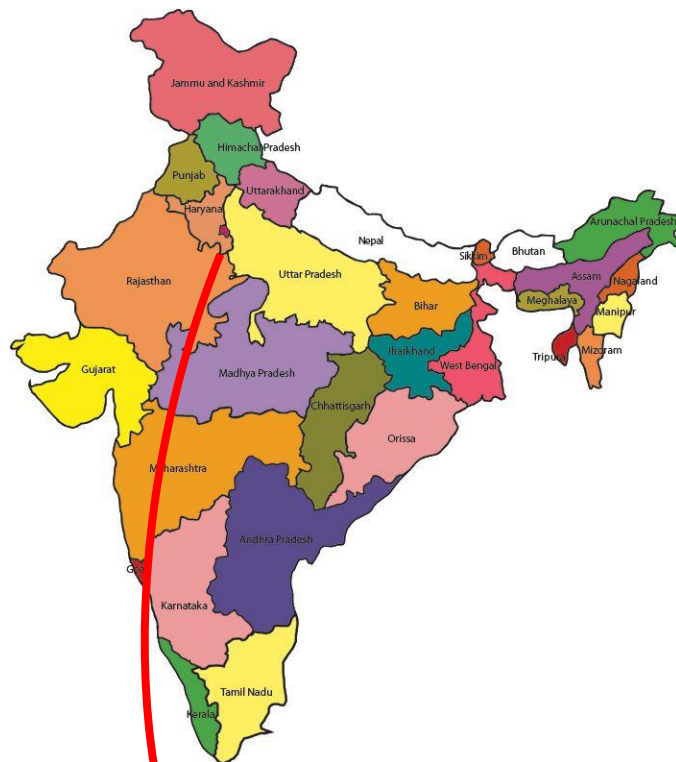 Jammu and Kashmir
Himachal Pradesh
Punjab
Uttarakhand
Haryana
Arunachal Pradesh
Nepal
Bhutan
Sikkim
Rajasthan
Uttar Pradesh
Assam
Nagaland
Bihar
Meghalaya
Manipur
Jharkhand
Tripura
Mizoram
West Bengal
Gujarat
Madhya Pradesh
Chhattisgarh
Orissa
Maharashtra
Andhra Pradesh
Goa
Karnataka
Tamil Nadu
Kerala